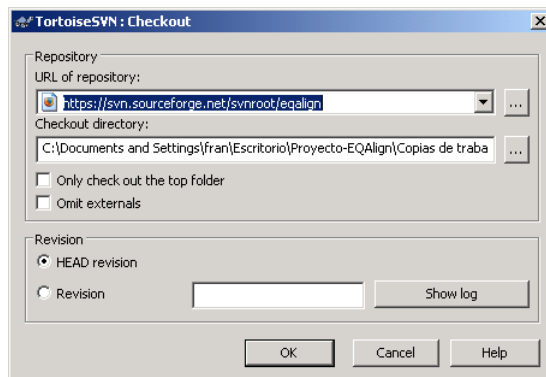 TortoiseSVN : Checkout
Repository
URL of repository:
https://svn.sourceforge.net/svnroot/eqalign
...
Checkout directory:
C:\Documents and Settings\fran\Escritorio\Proyecto-EQAlign\Copias de traba
...
Only check out the top folder
Omit externals
Revision
HEAD revision
Revision
Show log
OK Cancel Help